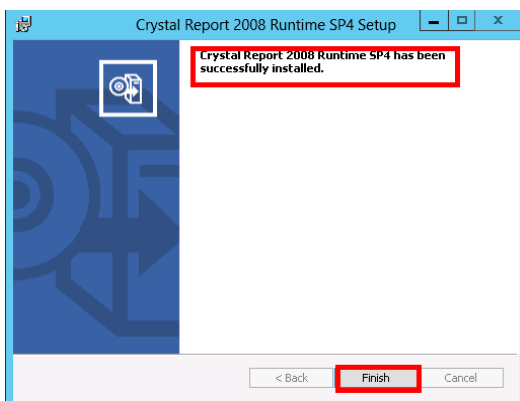 Crystal Report 2008 Runtime SP4 Setup
Crystal Report 2008 Runtime SP4 has been
successfully installed.
< Back Finish Cancel